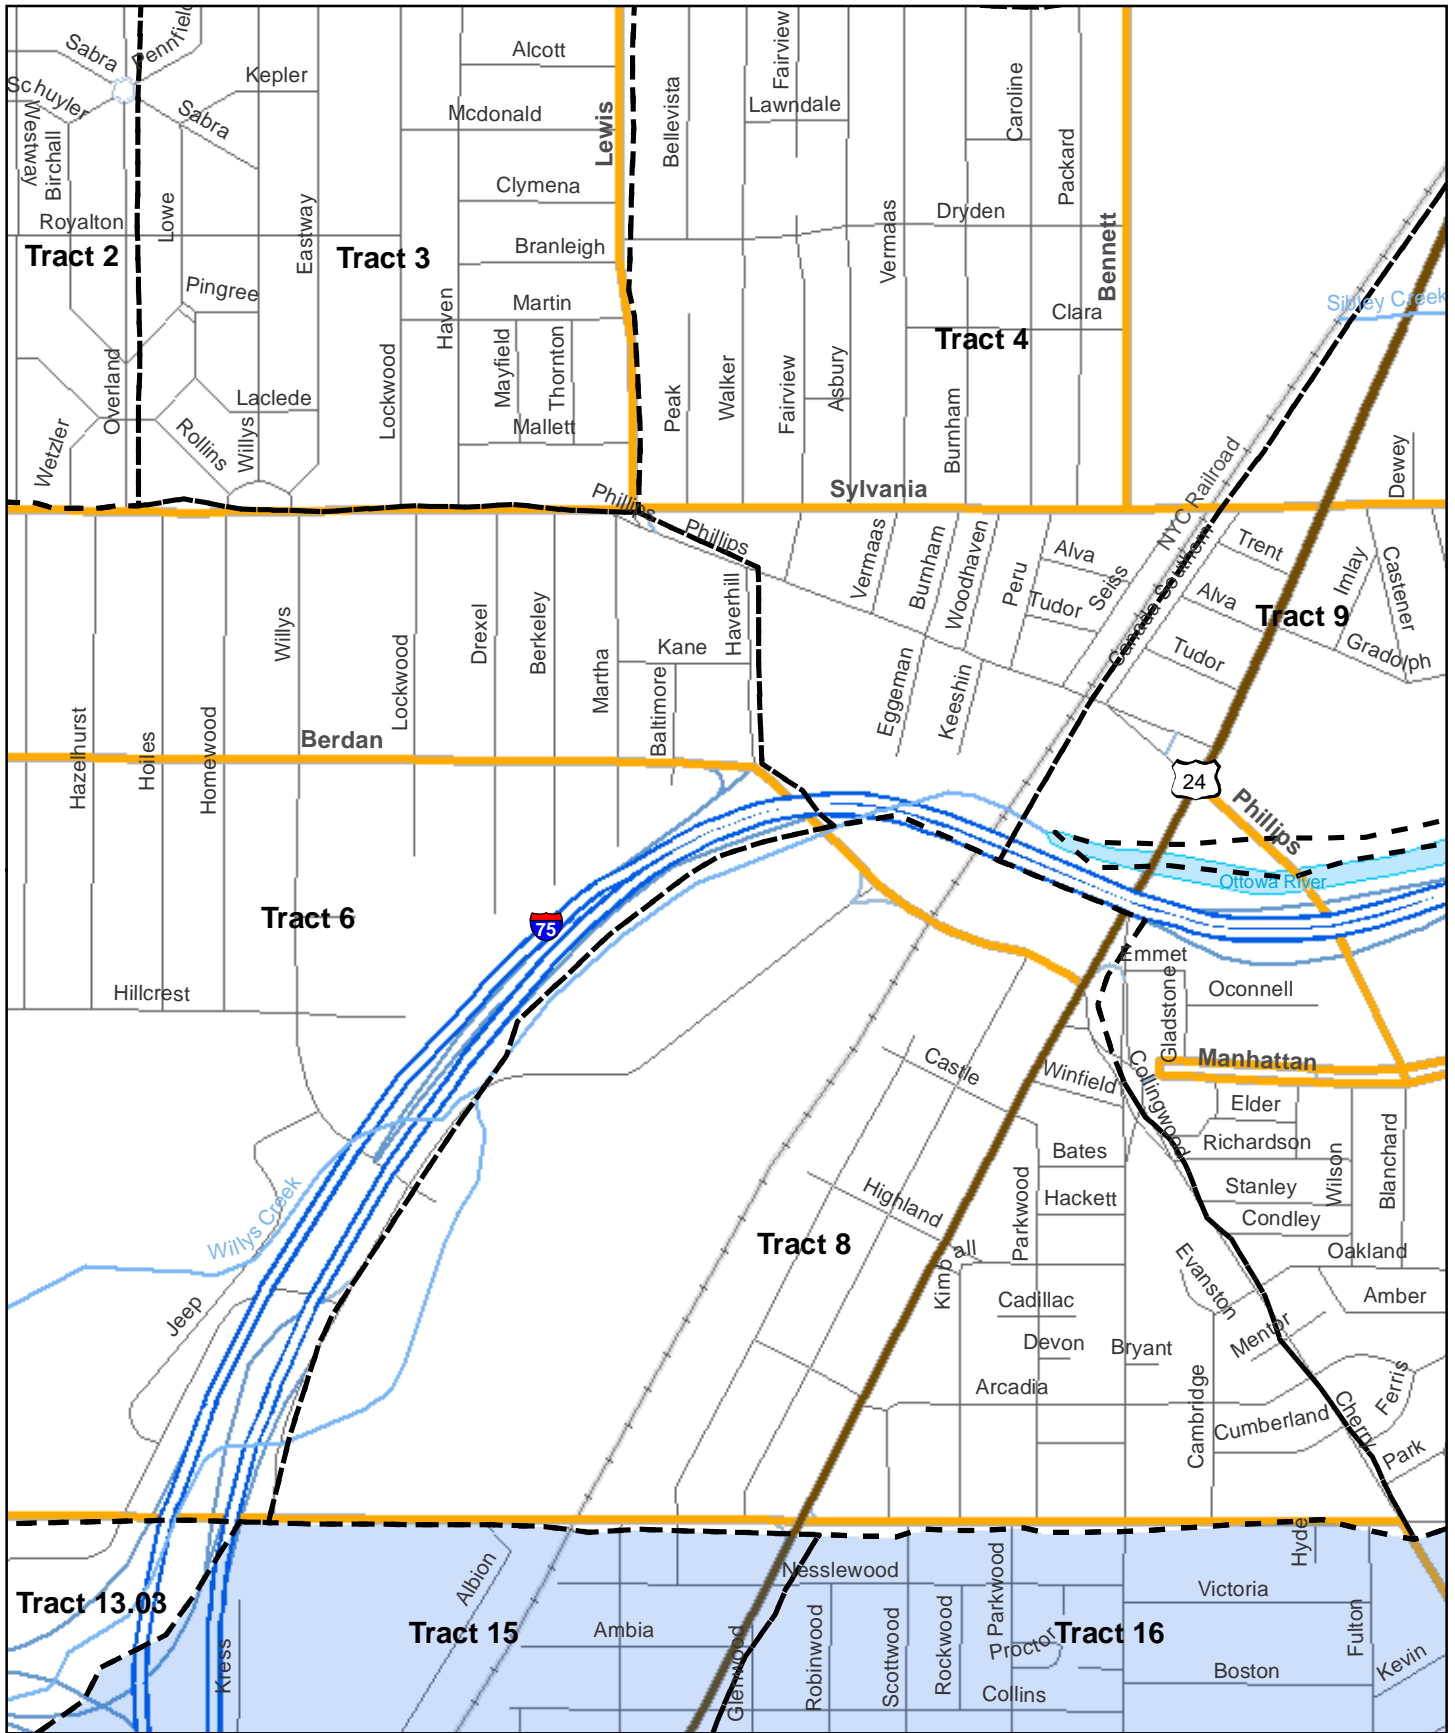 Sabra
Pennfield
Alcott
Fairview
Kepler
Schuyler
Westway
Birchall
Sabra
Mcdonald
Lewis
Bellevista
Lawndale
Caroline
Packard
Clymena
Royalton
Lowe
Eastway
Vermaas
Dryden
Bennett
Tract 2
Tract 3
Branleigh
Pingree
Martin
Haven
Clara
Sibley Creek
Tract 4
Overland
Lockwood
Mayfield
Thornton
Peak
Walker
Fairview
Asbury
Burnham
Laclede
Wetzler
Rollins
Willys
Mallett
Dewey
NYC Railroad
Sylvania
Phillips
Phillips
Canada Southern
Vermaas
Burnham
Woodhaven
Peru
Alva
Seiss
Tudor
Trent
Alva
Tudor
Imlay
Castener
Gradolph
Tract 9
Willys
Lockwood
Drexel
Berkeley
Martha
Kane
Baltimore
Haverhill
Eggeman
Keeshin
Hazelhurst
Hoiles
Homewood
Berdan
24
Phillips
Ottowa River
Tract 6
75
Emmet
Gladstone
Oconnell
Hillcrest
Manhattan
Castle
Winfield
Collingwood
Elder
Richardson
Bates
Wilson
Blanchard
Hackett
Stanley
Highland
Parkwood
Condley
Willys Creek
Tract 8
Kimball
Evanston
Oakland
Jeep
Cadillac
Amber
Devon
Bryant
Mentor
Arcadia
Cambridge
Cumberland
Cherry
Ferris
Park
Hyde
Albion
Nesslewood
Parkwood
Victoria
Tract 13.03
Tract 15
Ambia
Glenwood
Robinwood
Scottwood
Rockwood
Proctor
Tract 16
Fulton
Kress
Boston
Kevin
Collins